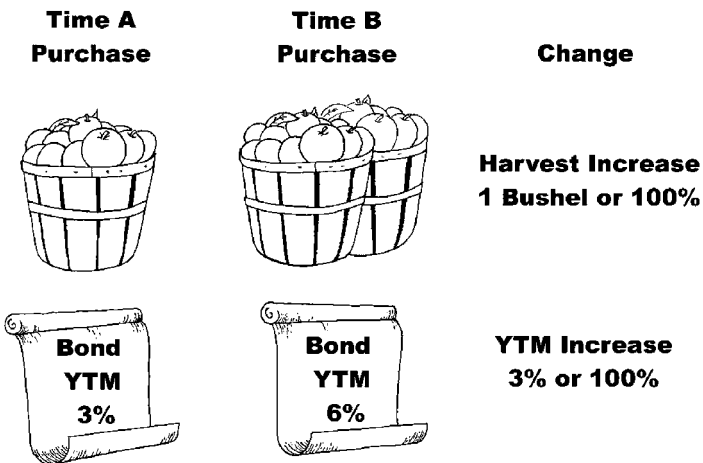 Time A
Purchase
Time B
Purchase
Change
Harvest Increase
1 Bushel or 100%
Bond
YTM
3%
Bond
YTM
6%
YTM Increase
3% or 100%